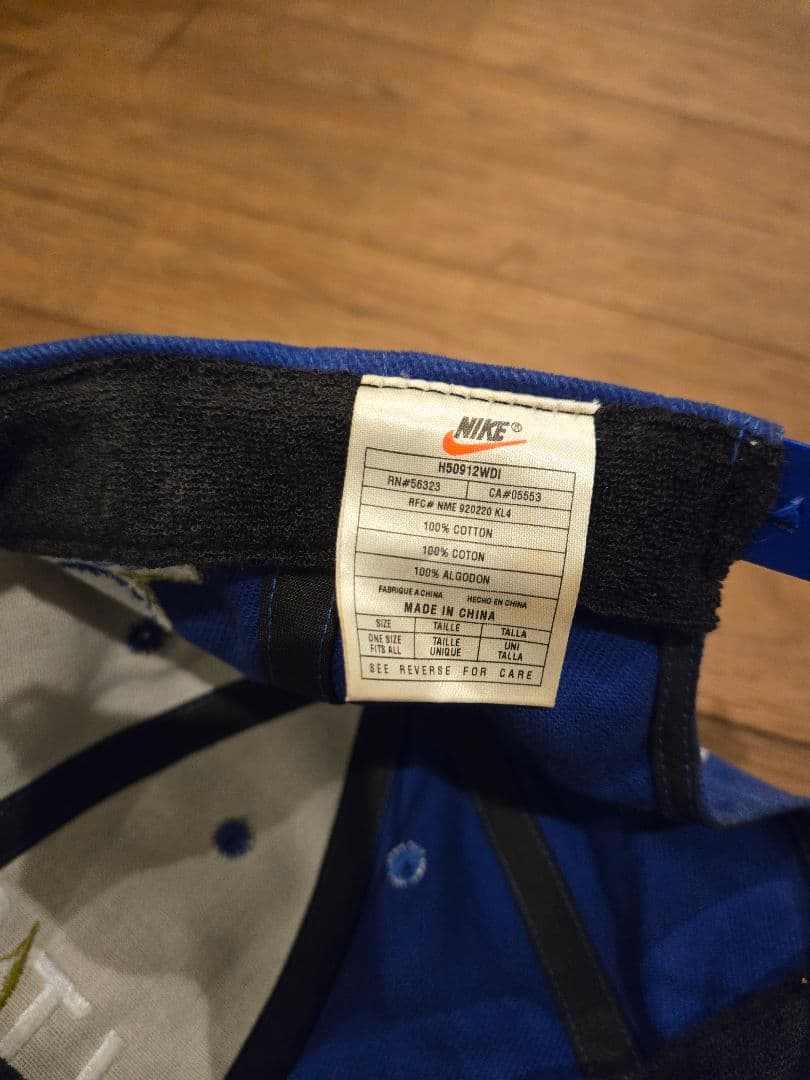 NIKE®
H50912WDI
RN#56323 CA#05553
RFC# NME 920220 KL4
100% COTTON
100% COTON
100% ALGODON
FABRIQUE A CHINA HECHO EN CHINA
MADE IN CHINA
SIZE TAILLE TALLA
ONE SIZE FITS ALL TAILLE UNIQUE UNI TALLA
SEE REVERSE FOR CARE